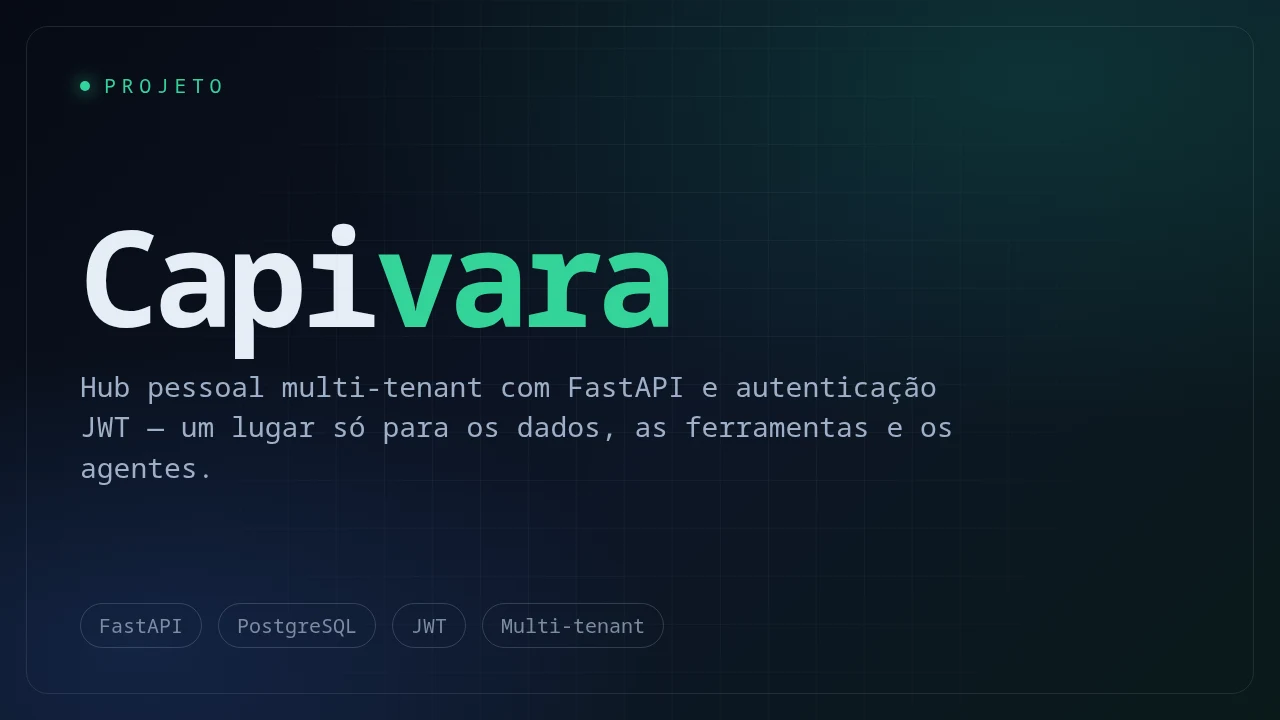 PROJETO
Capivara
Hub pessoal multi-tenant com FastAPI e autenticação
JWT — um lugar só para os dados, as ferramentas e os
agentes.
FastAPI PostgreSQL JWT Multi-tenant